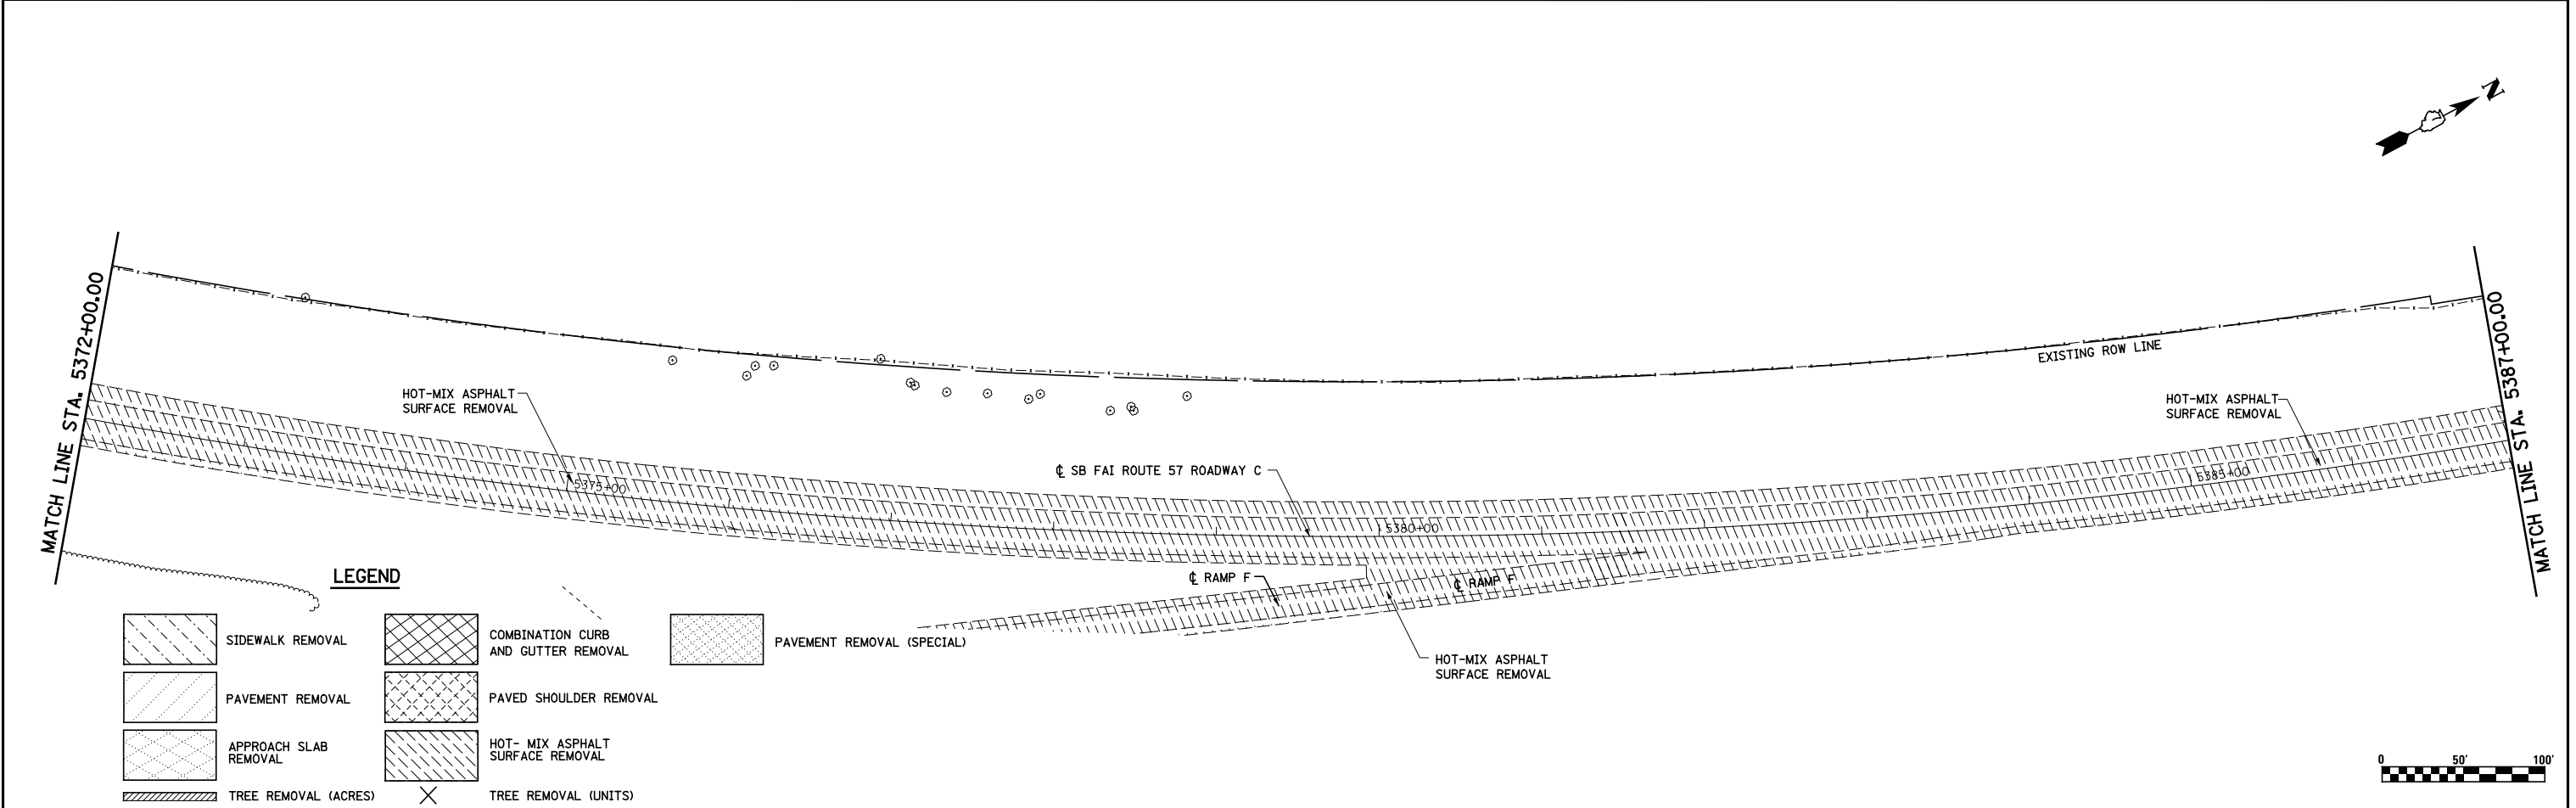 N
MATCH LINE STA. 5372+00.00
MATCH LINE STA. 5387+00.00
EXISTING ROW LINE
HOT-MIX ASPHALT
SURFACE REMOVAL
HOT-MIX ASPHALT
SURFACE REMOVAL
℄ SB FAI ROUTE 57 ROADWAY C
5375+00
5380+00
5385+00
℄ RAMP F
℄ RAMP F
HOT-MIX ASPHALT
SURFACE REMOVAL
LEGEND
SIDEWALK REMOVAL
COMBINATION CURB
AND GUTTER REMOVAL
PAVEMENT REMOVAL (SPECIAL)
PAVEMENT REMOVAL
PAVED SHOULDER REMOVAL
APPROACH SLAB
REMOVAL
HOT- MIX ASPHALT
SURFACE REMOVAL
TREE REMOVAL (ACRES)
TREE REMOVAL (UNITS)
0 50' 100'